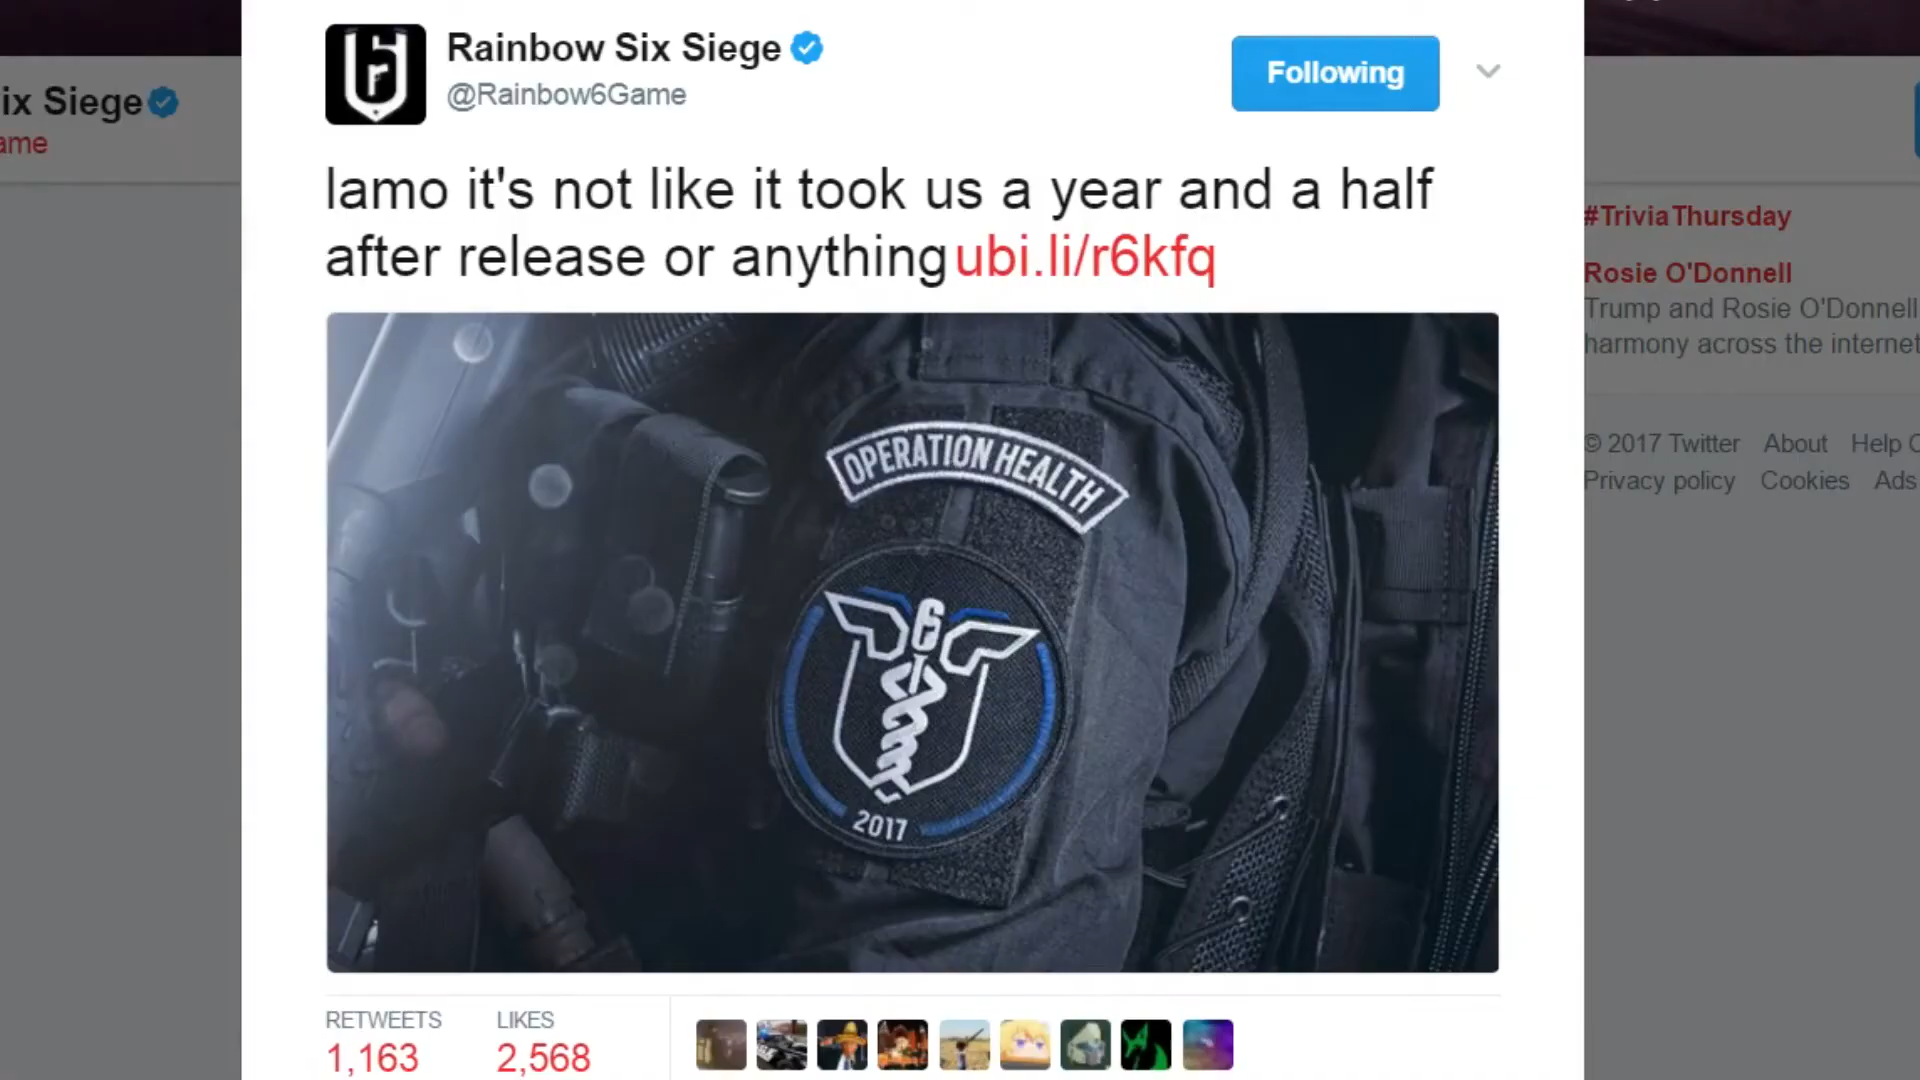 Rainbow Six Siege
@Rainbow6Game
Following
ix Siege
ame
lamo it's not like it took us a year and a half
after release or anything ubi.li/r6kfq
#TriviaThursday
Rosie O'Donnell
Trump and Rosie O'Donnell
harmony across the internet
© 2017 Twitter About Help C
Privacy policy Cookies Ads
OPERATION HEALTH
6
2017
RETWEETS LIKES
1,163 2,568